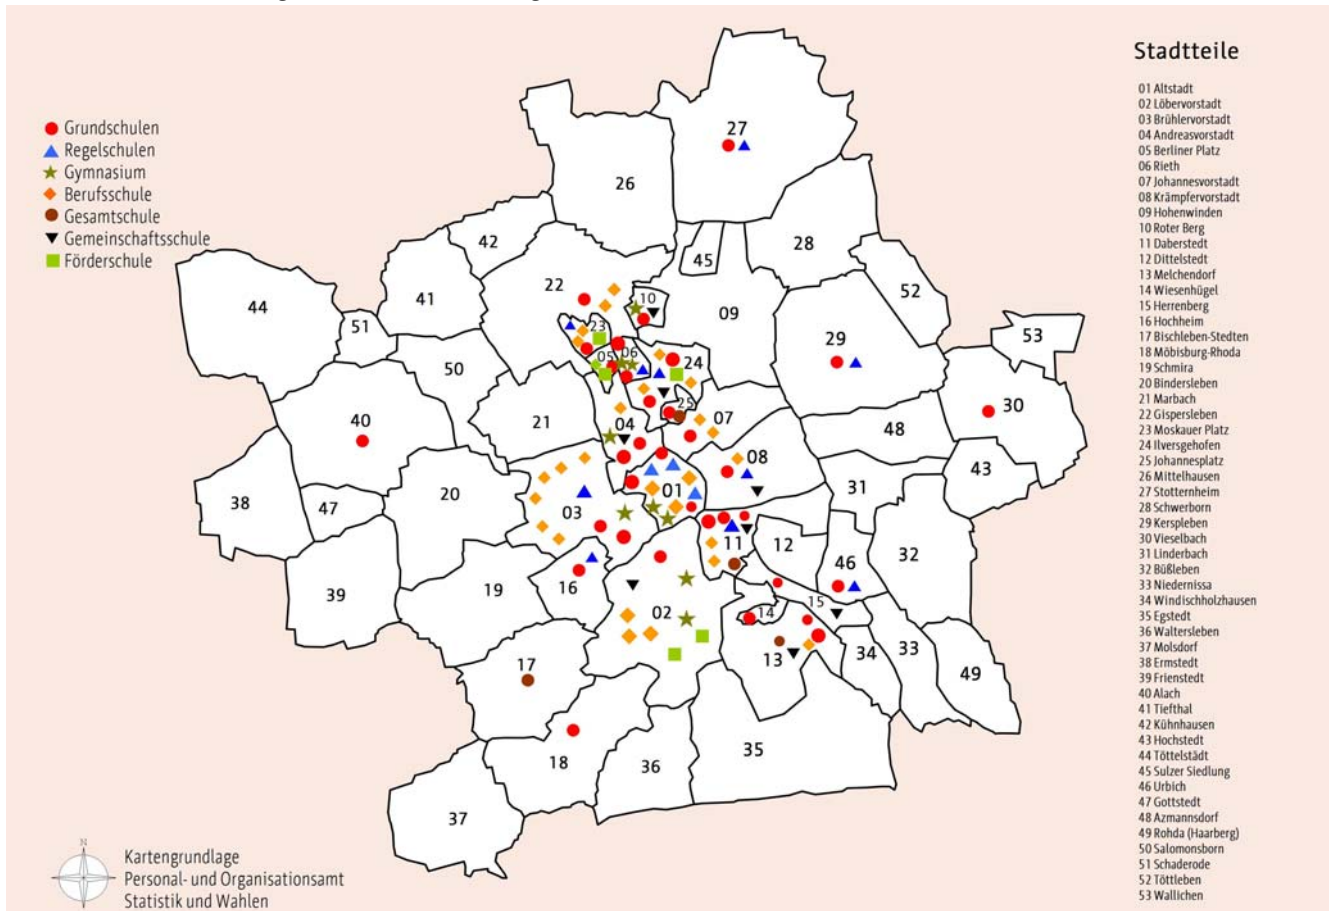 Stadtteile
01 Altstadt
02 Löbervorstadt
03 Brühlervorstadt
04 Andreasvorstadt
05 Berliner Platz
06 Rieth
07 Johannesvorstadt
08 Krämpfervorstadt
09 Hohenwinden
10 Roter Berg
11 Daberstedt
12 Dittelstedt
13 Melchendorf
14 Wiesenhügel
15 Herrenberg
16 Hochheim
17 Bischleben-Stedten
18 Möbisburg-Rhoda
19 Schmira
20 Bindersleben
21 Marbach
22 Gispersleben
23 Moskauer Platz
24 Ilversgehofen
25 Johannesplatz
26 Mittelhausen
27 Stotternheim
28 Schwerborn
29 Kerspleben
30 Vieselbach
31 Linderbach
32 Büßleben
33 Niedernissa
34 Windischholzhausen
35 Egstedt
36 Waltersleben
37 Molsdorf
38 Ermstedt
39 Frienstedt
40 Alach
41 Tiefthal
42 Kühnhausen
43 Hochstedt
44 Töttelstädt
45 Sulzer Siedlung
46 Urbich
47 Gottstedt
48 Azmannsdorf
49 Rohda (Haarberg)
50 Salomonsborn
51 Schaderode
52 Töttleben
53 Wallichen
Grundschulen
Regelschulen
Gymnasium
Berufsschule
Gesamtschule
Gemeinschaftsschule
Förderschule
27
26
28
42
45
22
41
44
10
52
09
51
23
53
29
05
06
24
50
25
30
40
07
21
04
48
08
43
01
31
20
38
47
03
11
12
32
46
16
19
39
15
14
02
33
34
13
17
49
35
18
36
37
N
Kartengrundlage
Personal- und Organisationsamt
Statistik und Wahlen